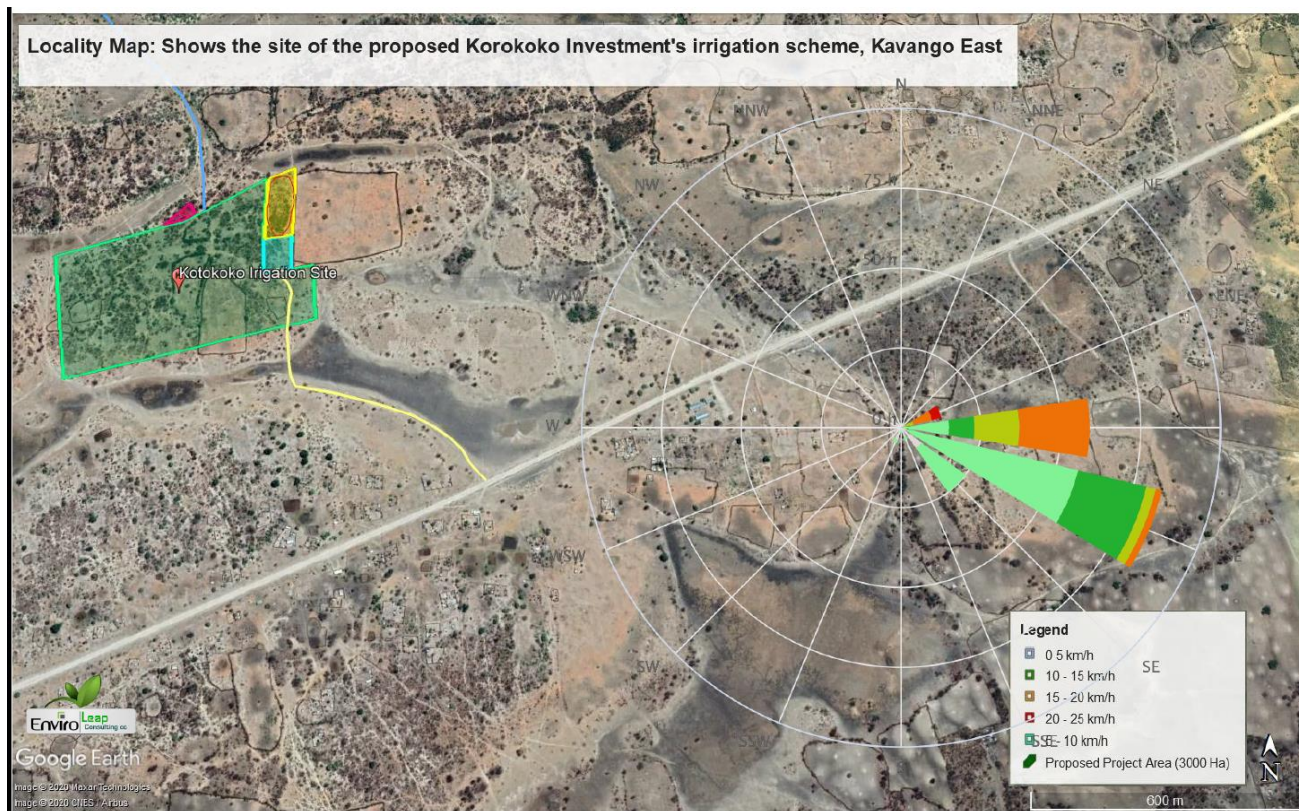 Locality Map: Shows the site of the proposed Korokoko Investment's irrigation scheme, Kavango East
N
NNW
NNE
NW
NE
Kotokoko Irigation Site
WNW
ENE
W
WSW
SW
SE
SSW
SSE
Legend
0 5 km/h
10 - 15 km/h
15 - 20 km/h
20 - 25 km/h
- 10 km/h
Proposed Project Area (3000 Ha)
Enviro Leap
Consulting cc
Google Earth
Image © 2020 Maxar Technologies
Image © 2020 CNES / Airbus
N
600 m